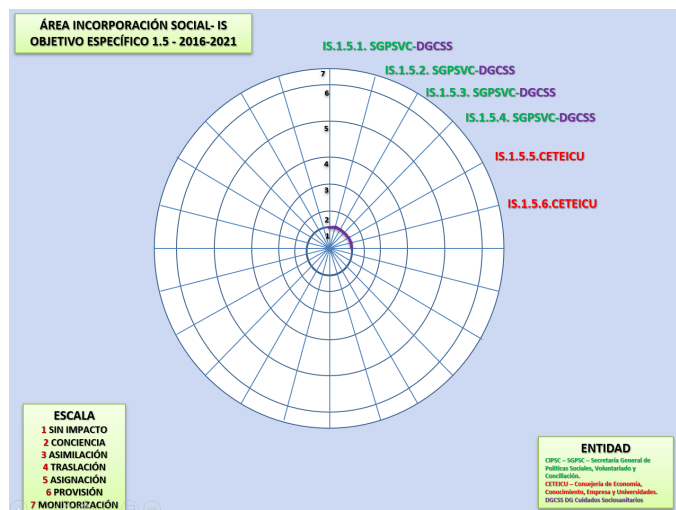 ÁREA INCORPORACIÓN SOCIAL- IS
OBJETIVO ESPECÍFICO 1.5 - 2016-2021
IS.1.5.1. SGPSVC-DGCSS
IS.1.5.2. SGPSVC-DGCSS
IS.1.5.3. SGPSVC-DGCSS
IS.1.5.4. SGPSVC-DGCSS
IS.1.5.5.CETEICU
IS.1.5.6.CETEICU
7
6
5
4
3
2
1
ESCALA
1 SIN IMPACTO
2 CONCIENCIA
3 ASIMILACIÓN
4 TRASLACIÓN
5 ASIGNACIÓN
6 PROVISIÓN
7 MONITORIZACIÓN
ENTIDAD
CIPSC – SGPSC – Secretaría General de
Políticas Sociales, Voluntariado y
Conciliación.
CETEICU – Consejería de Economía,
Conocimiento, Empresa y Universidades.
DGCSS DG Cuidados Sociosanitarios